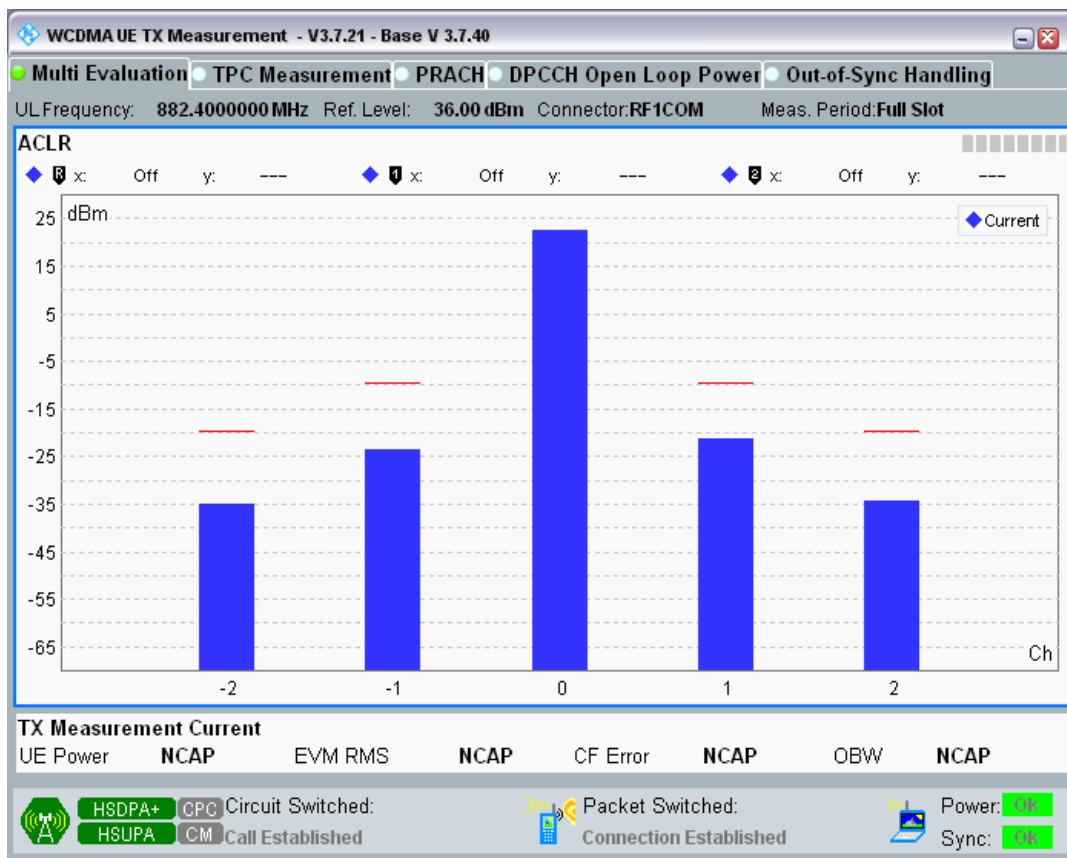 WCDMA UE TX Measurement - V3.7.21 - Base V 3.7.40
Multi Evaluation TPC Measurement PRACH DPCCH Open Loop Power Out-of-Sync Handling
UL Frequency: 882.4000000 MHz Ref. Level: 36.00 dBm Connector:RF1COM Meas. Period:Full Slot
ACLR
R x: Off y: --- 1 x: Off y: --- 2 x: Off y: ---
dBm
Current
25
15
5
-5
-15
-25
-35
-45
-55
-65
Ch
-2 -1 0 1 2
TX Measurement Current
UE Power NCAP EVM RMS NCAP CF Error NCAP OBW NCAP
HSDPA+ CPC Circuit Switched: Packet Switched: Power: OK
HSUPA CM Call Established Connection Established Sync: OK